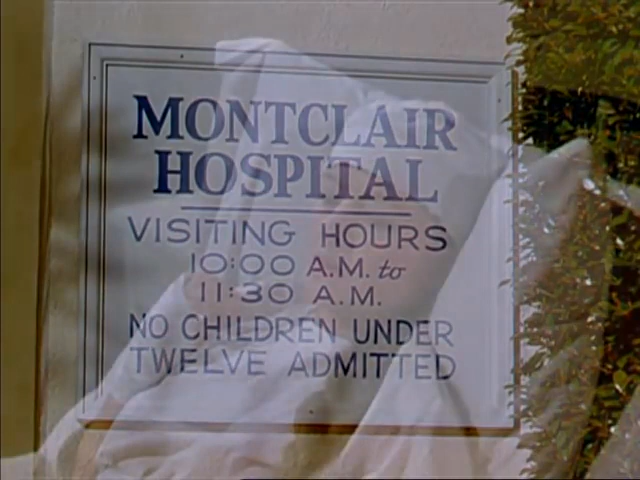 MONTCLAIR
HOSPITAL
VISITING HOURS
10:00 A.M. to
11:30 A.M.
NO CHILDREN UNDER
TWELVE ADMITTED